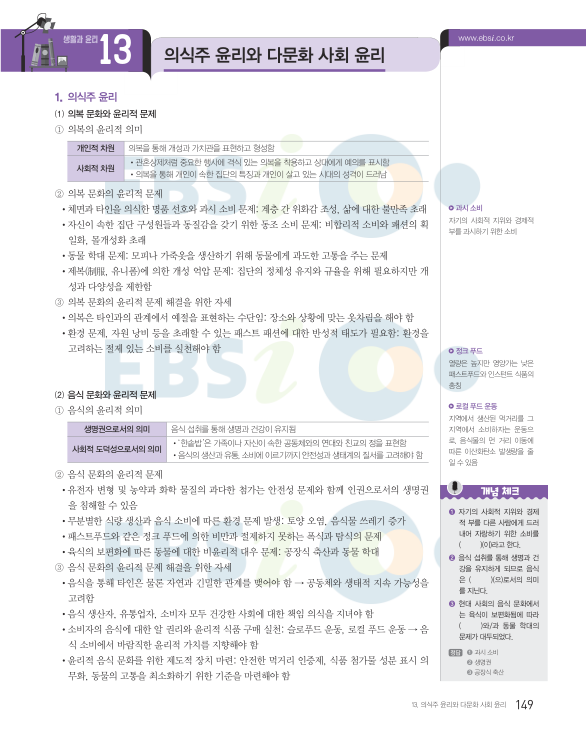 생활과 윤리
13
의식주 윤리와 다문화 사회 윤리
www.ebsi.co.kr
1. 의식주 윤리
(1) 의복 문화와 윤리적 문제
① 의복의 윤리적 의미
개인적 차원 의복을 통해 개성과 가치관을 표현하고 형성함
사회적 차원
• 관혼상제처럼 중요한 행사에 격식 있는 의복을 착용하고 상대에게 예의를 표시함
• 의복을 통해 개인이 속한 집단의 특징과 개인이 살고 있는 시대의 성격이 드러남
② 의복 문화의 윤리적 문제
• 체면과 타인을 의식한 명품 선호와 과시 소비 문제: 계층 간 위화감 조성, 삶에 대한 불만족 초래
• 자신이 속한 집단 구성원들과 동질감을 갖기 위한 동조 소비 문제: 비합리적 소비와 패션의 획
일화, 몰개성화 초래
• 동물 학대 문제: 모피나 가죽옷을 생산하기 위해 동물에게 과도한 고통을 주는 문제
• 제복(制服, 유니폼)에 의한 개성 억압 문제: 집단의 정체성 유지와 규율을 위해 필요하지만 개
성과 다양성을 제한함
③ 의복 문화의 윤리적 문제 해결을 위한 자세
• 의복은 타인과의 관계에서 예절을 표현하는 수단임: 장소와 상황에 맞는 옷차림을 해야 함
• 환경 문제, 자원 낭비 등을 초래할 수 있는 패스트 패션에 대한 반성적 태도가 필요함: 환경을
고려하는 절제 있는 소비를 실천해야 함
(2) 음식 문화와 윤리적 문제
① 음식의 윤리적 의미
생명권으로서의 의미 음식 섭취를 통해 생명과 건강이 유지됨
사회적 도덕성으로서의 의미
• '한솥밥'은 가족이나 자신이 속한 공동체와의 연대와 친교의 정을 표현함
• 음식의 생산과 유통, 소비에 이르기까지 안전성과 생태계의 질서를 고려해야 함
② 음식 문화의 윤리적 문제
• 유전자 변형 및 농약과 화학 물질의 과다한 첨가는 안전성 문제와 함께 인권으로서의 생명권
을 침해할 수 있음
• 무분별한 식량 생산과 음식 소비에 따른 환경 문제 발생: 토양 오염, 음식물 쓰레기 증가
• 패스트푸드와 같은 정크 푸드에 의한 비만과 절제하지 못하는 폭식과 탐식의 문제
• 육식의 보편화에 따른 동물에 대한 비윤리적 대우 문제: 공장식 축산과 동물 학대
③ 음식 문화의 윤리적 문제 해결을 위한 자세
• 음식을 통해 타인은 물론 자연과 긴밀한 관계를 맺어야 함 → 공동체와 생태적 지속 가능성을
고려함
• 음식 생산자, 유통업자, 소비자 모두 건강한 사회에 대한 책임 의식을 지녀야 함
• 소비자의 음식에 대한 알 권리와 윤리적 식품 구매 실천: 슬로푸드 운동, 로컬 푸드 운동 → 음
식 소비에서 바람직한 윤리적 가치를 지향해야 함
• 윤리적 음식 문화를 위한 제도적 장치 마련: 안전한 먹거리 인증제, 식품 첨가물 성분 표시 의
무화, 동물의 고통을 최소화하기 위한 기준을 마련해야 함
과시 소비
자기의 사회적 지위와 경제적
부를 과시하기 위한 소비
정크 푸드
열량은 높지만 영양가는 낮은
패스트푸드와 인스턴트 식품의
총칭
로컬 푸드 운동
지역에서 생산된 먹거리를 그
지역에서 소비하자는 운동으
로, 음식물의 먼 거리 이동에
따른 이산화탄소 발생량을 줄
일 수 있음
개념 체크
❶ 자기의 사회적 지위와 경제
적 부를 다른 사람에게 드러
내어 자랑하기 위한 소비를
( )(이)라고 한다.
❷ 음식 섭취를 통해 생명과 건
강을 유지하게 되므로 음식
은 ( )(으)로서의 의미
를 지닌다.
❸ 현대 사회의 음식 문화에서
는 육식이 보편화됨에 따라
( )와/과 동물 학대의
문제가 대두되었다.
정답 ❶ 과시 소비
❷ 생명권
❸ 공장식 축산
13. 의식주 윤리와 다문화 사회 윤리 149
EBSi
EBSi
EBSi